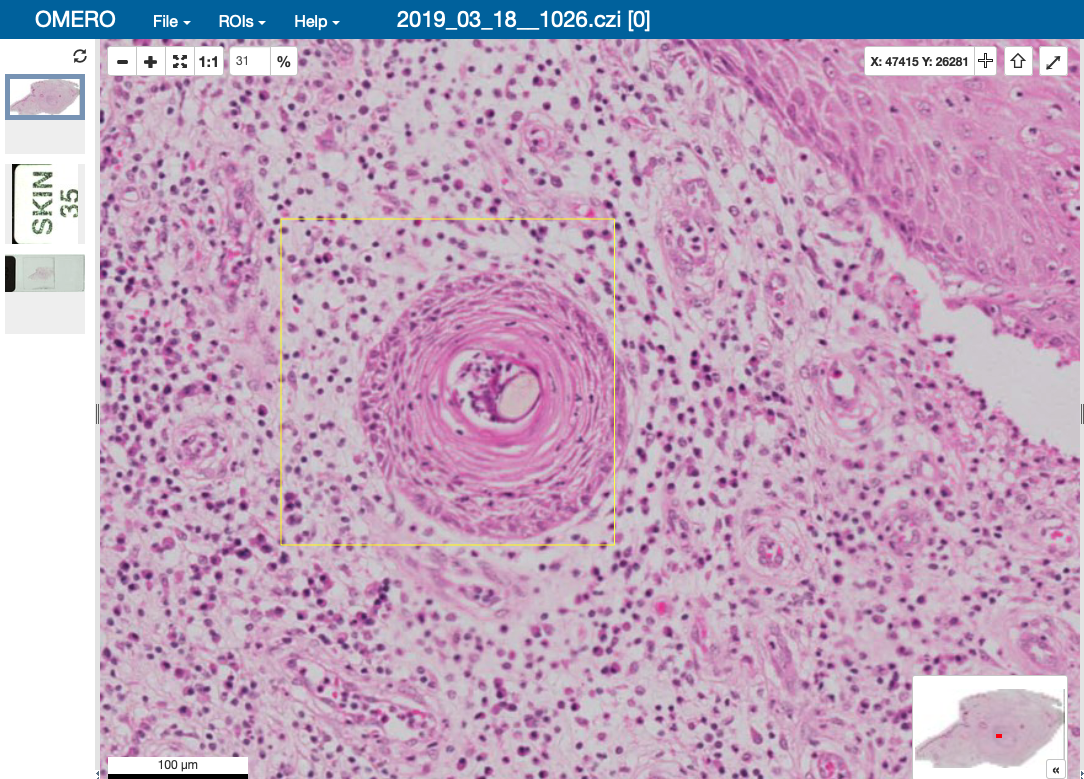 OMERO File ROIs Help 2019_03_18__1026.czi [0]
1:1 31 %
X: 47415 Y: 26281
SKIN
35
100 µm
«